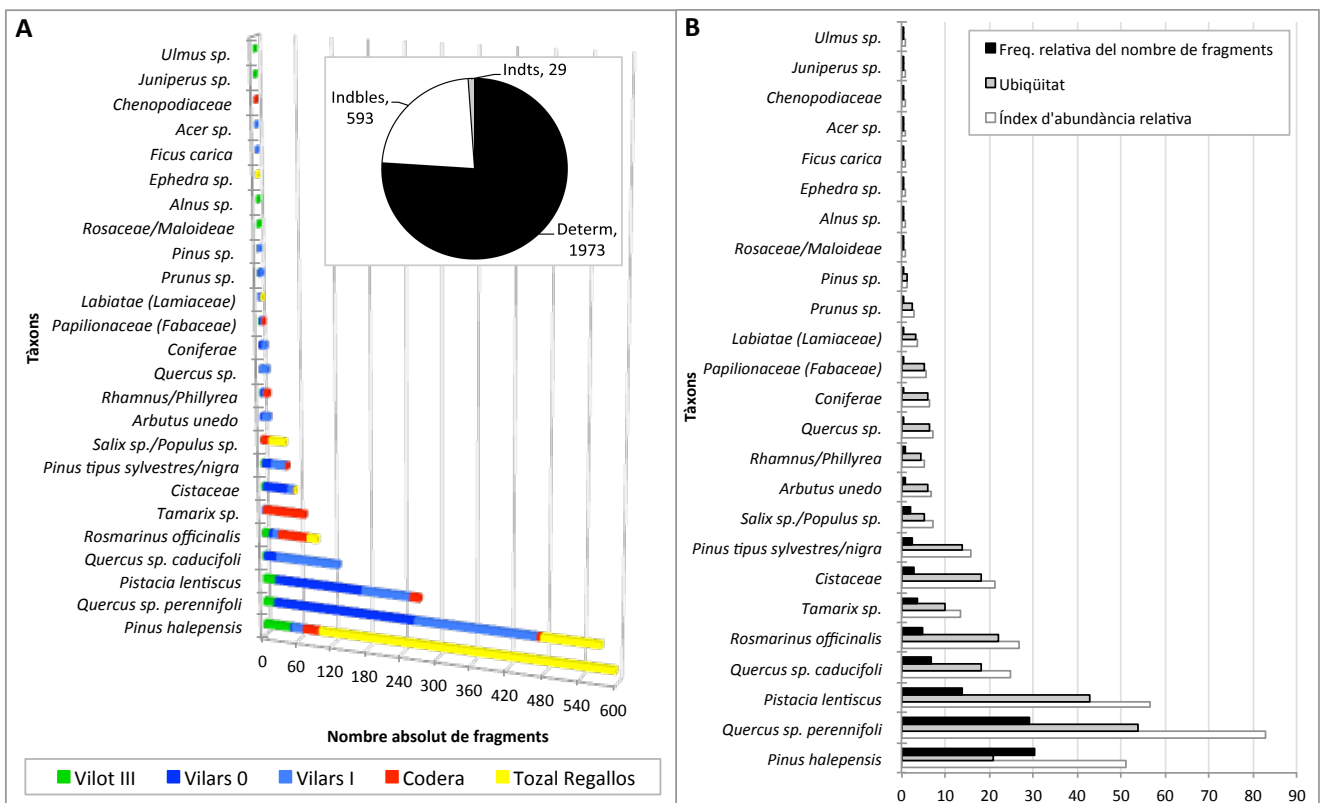 A
Tàxons
Ulmus sp.
Juniperus sp.
Chenopodiaceae
Acer sp.
Ficus carica
Ephedra sp.
Alnus sp.
Rosaceae/Maloideae
Pinus sp.
Prunus sp.
Labiatae (Lamiaceae)
Papilionaceae (Fabaceae)
Coniferae
Quercus sp.
Rhamnus/Phillyrea
Arbutus unedo
Salix sp./Populus sp.
Pinus tipus sylvestres/nigra
Cistaceae
Tamarix sp.
Rosmarinus officinalis
Quercus sp. caducifoli
Pistacia lentiscus
Quercus sp. perennifoli
Pinus halepensis
Indts, 29
Indbles,
593
Determ,
1973
0 60 120 180 240 300 360 420 480 540 600
Nombre absolut de fragments
Vilot III Vilars 0 Vilars I Codera Tozal Regallos
B
Tàxons
Ulmus sp.
Juniperus sp.
Chenopodiaceae
Acer sp.
Ficus carica
Ephedra sp.
Alnus sp.
Rosaceae/Maloideae
Pinus sp.
Prunus sp.
Labiatae (Lamiaceae)
Papilionaceae (Fabaceae)
Coniferae
Quercus sp.
Rhamnus/Phillyrea
Arbutus unedo
Salix sp./Populus sp.
Pinus tipus sylvestres/nigra
Cistaceae
Tamarix sp.
Rosmarinus officinalis
Quercus sp. caducifoli
Pistacia lentiscus
Quercus sp. perennifoli
Pinus halepensis
Freq. relativa del nombre de fragments
Ubiqüitat
Índex d'abundància relativa
0 10 20 30 40 50 60 70 80 90